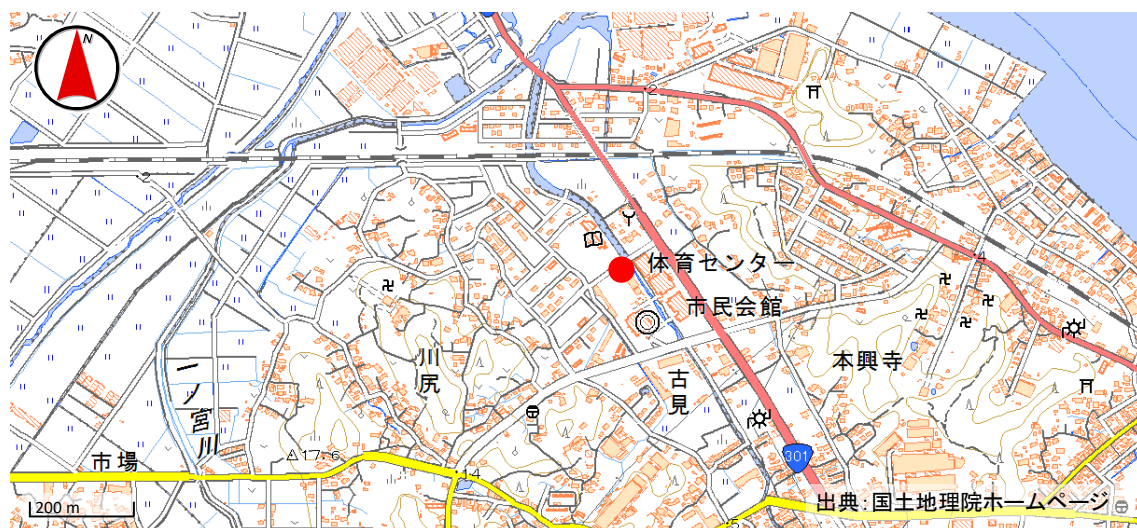 N
2
2
体育センター
4
市民会館
川尻
本興寺
古見
一ノ宮川
17.6
301
市場
14
5
200 m
出典：国土地理院ホームページ